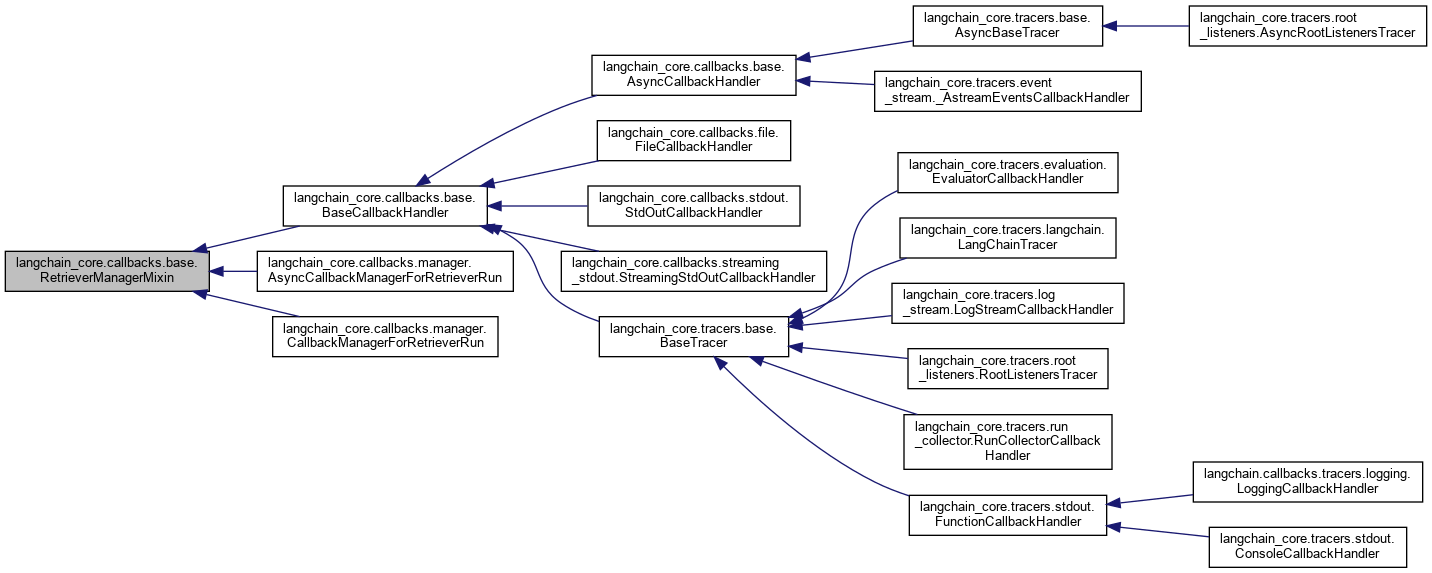 langchain_core.callbacks.base.
RetrieverManagerMixin
langchain_core.callbacks.base.
BaseCallbackHandler
langchain_core.callbacks.manager.
AsyncCallbackManagerForRetrieverRun
langchain_core.callbacks.manager.
CallbackManagerForRetrieverRun
langchain_core.callbacks.base.
AsyncCallbackHandler
langchain_core.callbacks.file.
FileCallbackHandler
langchain_core.callbacks.stdout.
StdOutCallbackHandler
langchain_core.callbacks.streaming
_stdout.StreamingStdOutCallbackHandler
langchain_core.tracers.base.
BaseTracer
langchain_core.tracers.base.
AsyncBaseTracer
langchain_core.tracers.event
_stream._AstreamEventsCallbackHandler
langchain_core.tracers.evaluation.
EvaluatorCallbackHandler
langchain_core.tracers.langchain.
LangChainTracer
langchain_core.tracers.log
_stream.LogStreamCallbackHandler
langchain_core.tracers.root
_listeners.RootListenersTracer
langchain_core.tracers.run
_collector.RunCollectorCallback
Handler
langchain_core.tracers.stdout.
FunctionCallbackHandler
langchain_core.tracers.root
_listeners.AsyncRootListenersTracer
langchain.callbacks.tracers.logging.
LoggingCallbackHandler
langchain_core.tracers.stdout.
ConsoleCallbackHandler